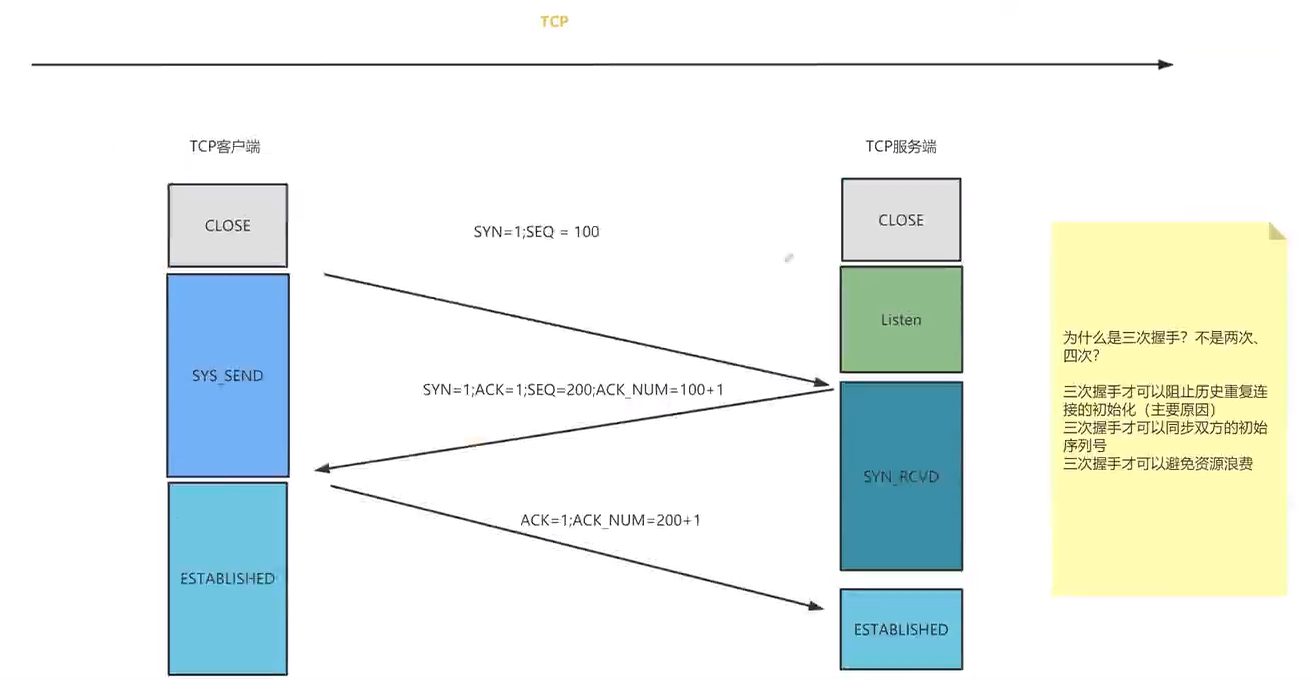 TCP
TCP客户端
TCP服务端
CLOSE
CLOSE
SYN=1;SEQ = 100
Listen
SYS_SEND
SYN=1;ACK=1;SEQ=200;ACK_NUM=100+1
SYN_RCVD
ACK=1;ACK_NUM=200+1
ESTABLISHED
ESTABLISHED
为什么是三次握手？不是两次、
四次？
三次握手才可以阻止历史重复连
接的初始化（主要原因）
三次握手才可以同步双方的初始
序列号
三次握手才可以避免资源浪费